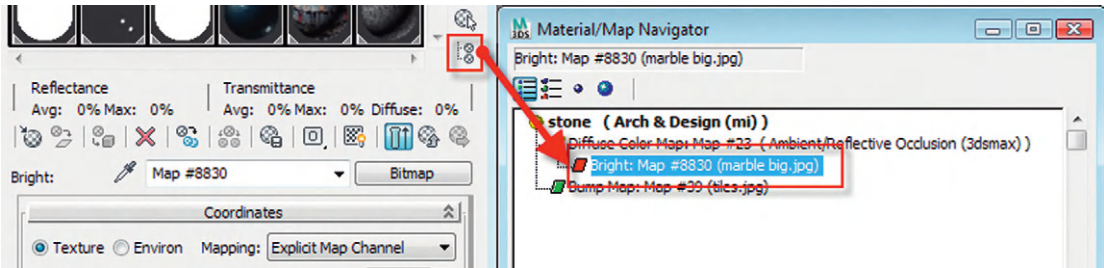 Material/Map Navigator
Bright: Map #8830 (marble big.jpg)
Reflectance
Avg: 0% Max: 0%
Transmittance
Avg: 0% Max: 0% Diffuse: 0%
Bright:
Map #8830
Bitmap
Coordinates
Texture
Environ
Mapping:
Explicit Map Channel
stone ( Arch & Design (mi) )
Diffuse Color Map: Map #23 ( Ambient/Reflective Occlusion (3dsmax) )
Bright: Map #8830 (marble big.jpg)
Bump Map: Map #39 (tiles.jpg)